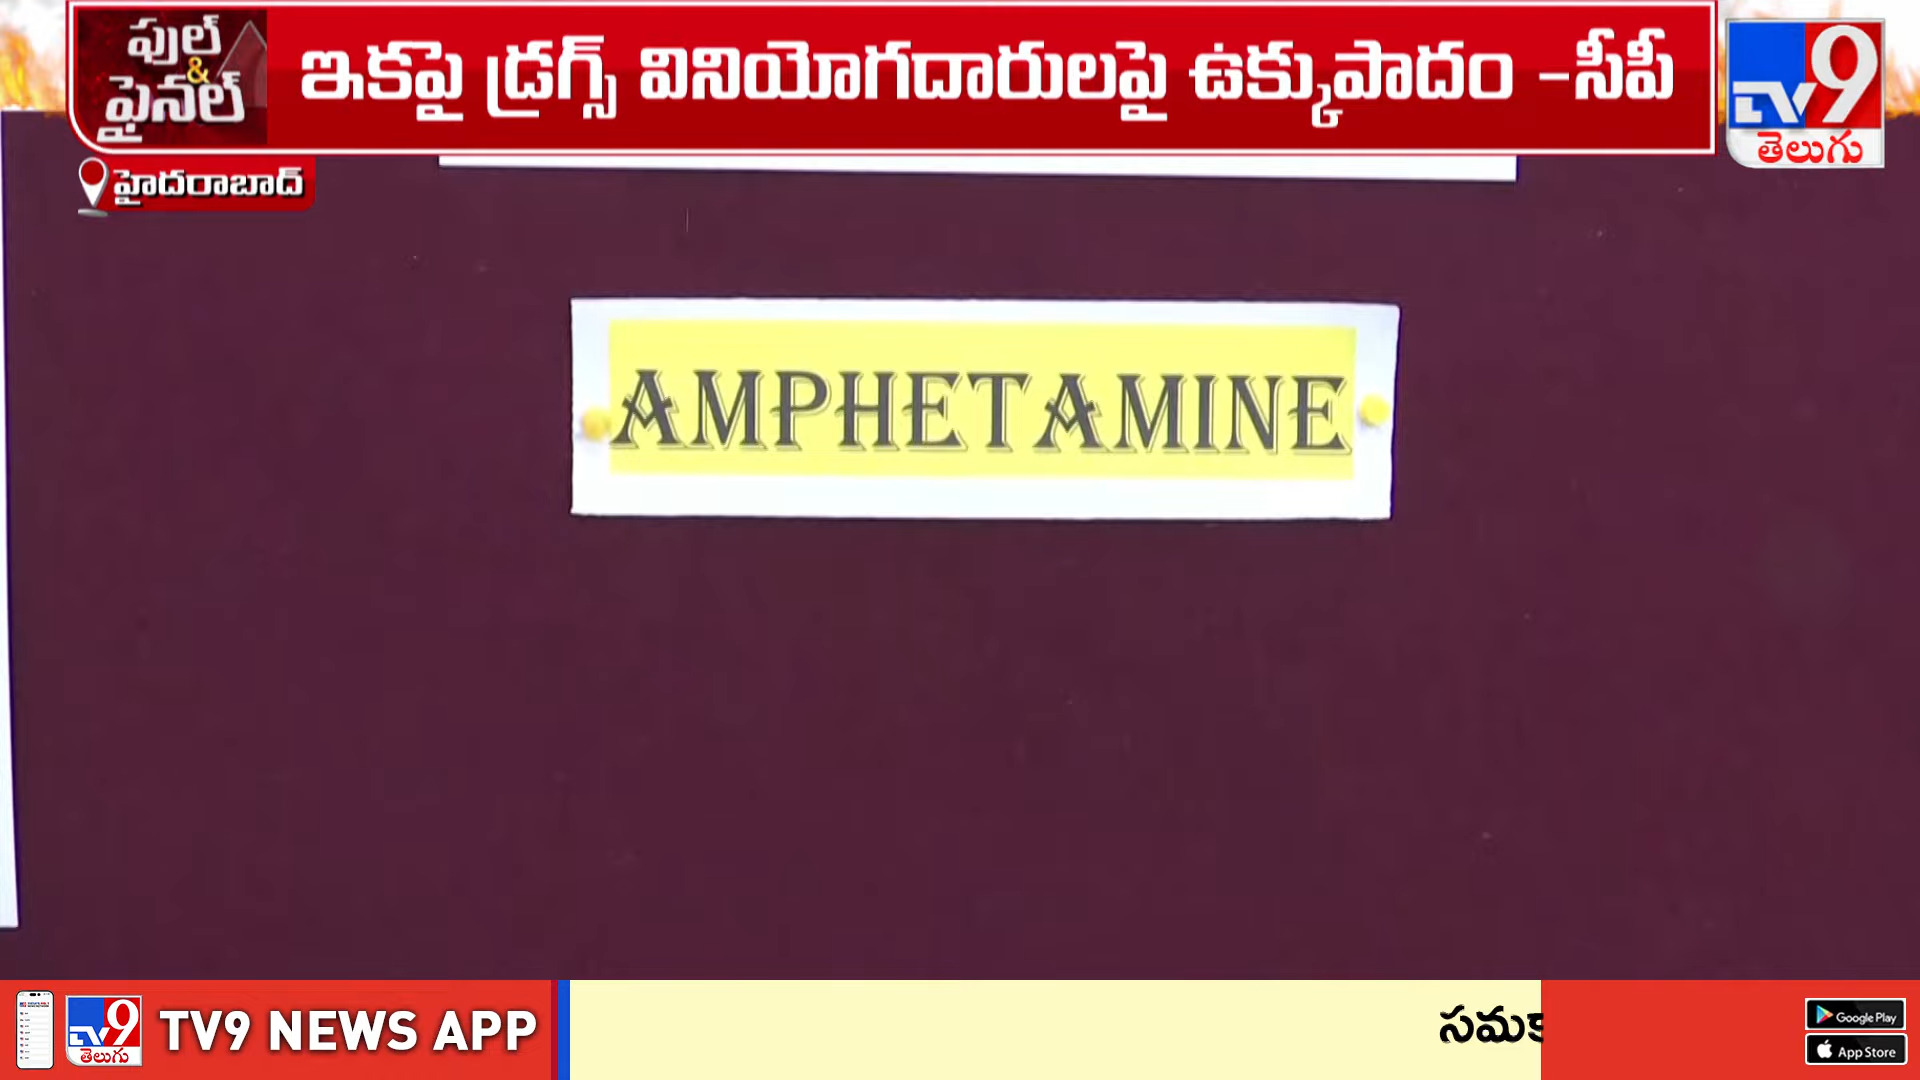 ఫుల్
&
ఫైనల్
ఇకపై డ్రగ్స్ వినియోగదారులపై ఉక్కుపాదం -సీపీ
TV9
తెలుగు
హైదరాబాద్
AMPHETAMINE
TV9
తెలుగు
TV9 NEWS APP
Google Play
App Store